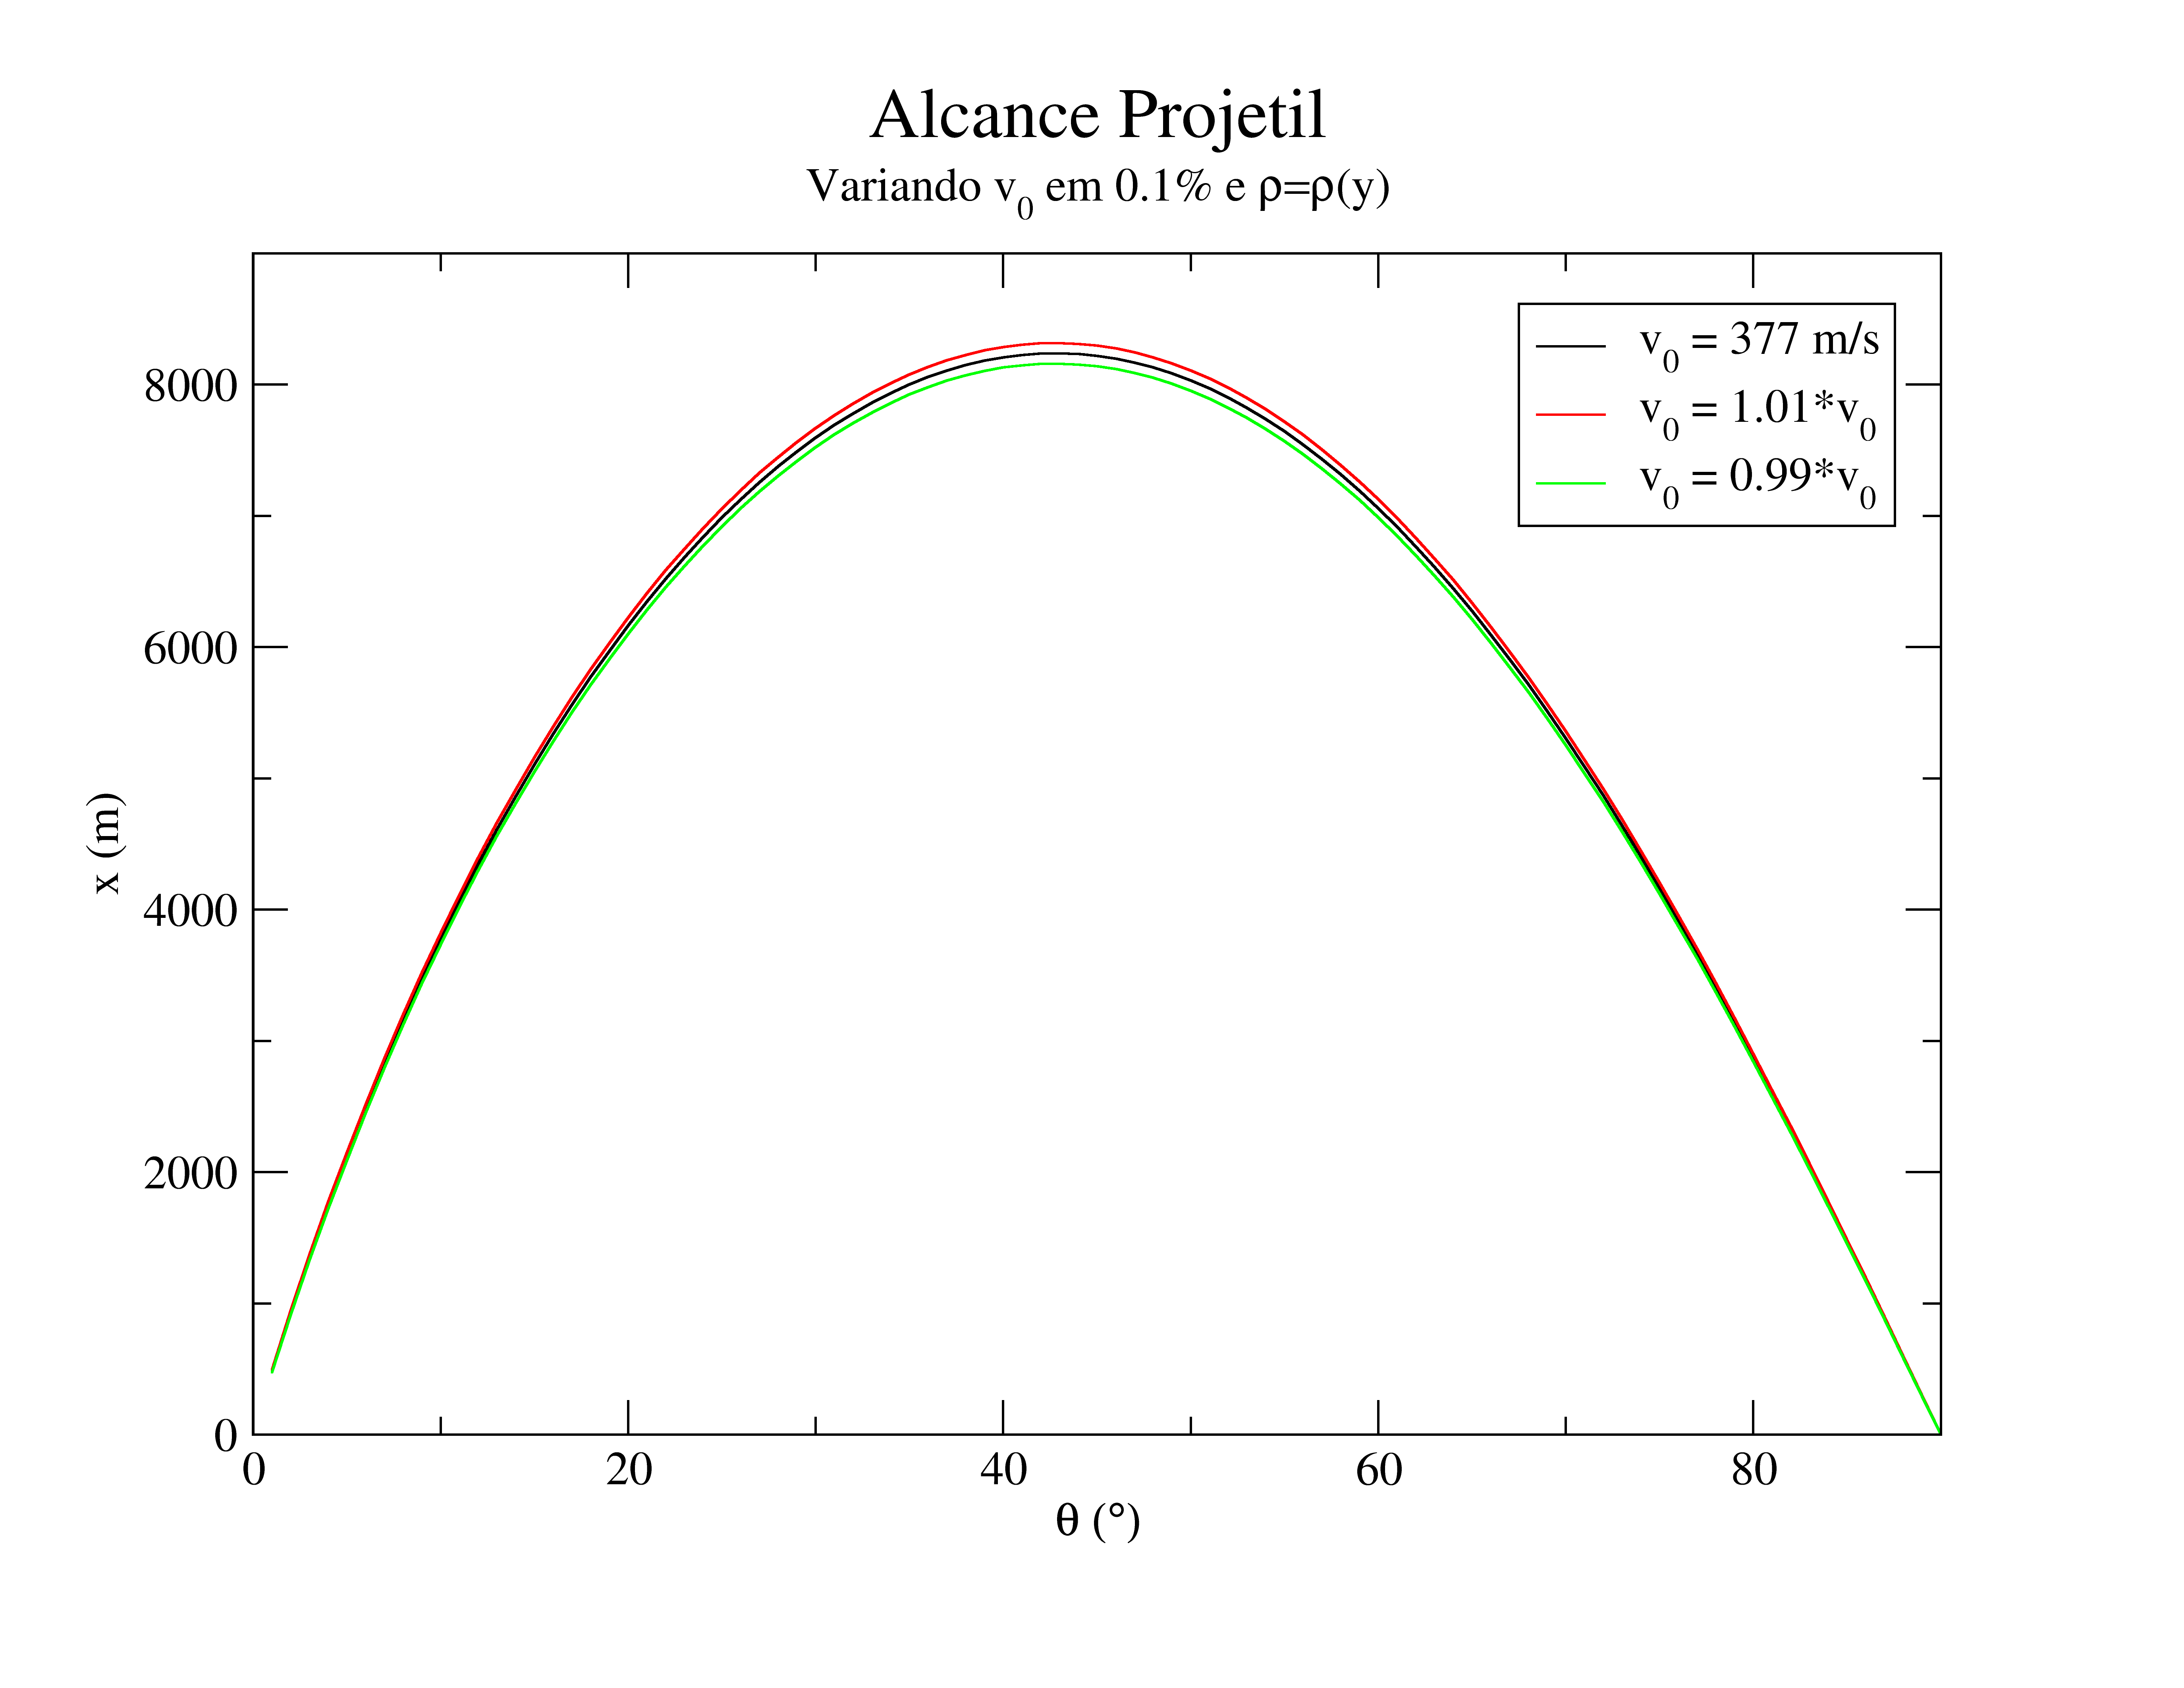 Alcance Projetil
Variando v₀ em 0.1% e ρ=ρ(y)
v₀ = 377 m/s
v₀ = 1.01*v₀
v₀ = 0.99*v₀
8000
6000
4000
2000
0
x (m)
0 20 40 60 80
θ (°)